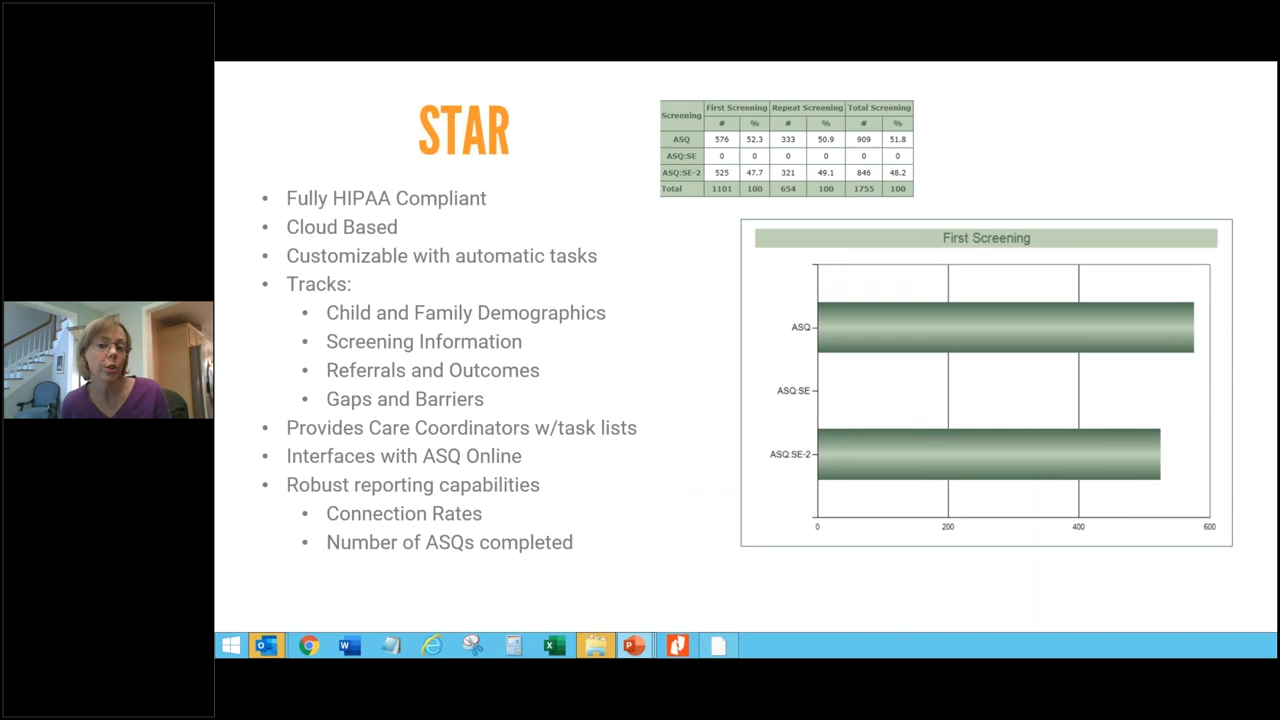 STAR
Fully HIPAA Compliant
Cloud Based
Customizable with automatic tasks
Tracks:
Child and Family Demographics
Screening Information
Referrals and Outcomes
Gaps and Barriers
Provides Care Coordinators w/task lists
Interfaces with ASQ Online
Robust reporting capabilities
Connection Rates
Number of ASQs completed
Screening First Screening Repeat Screening Total Screening
# % # % # %
ASQ 576 52.3 333 50.9 909 51.8
ASQ:SE 0 0 0 0 0 0
ASQ:SE-2 525 47.7 321 49.1 846 48.2
Total 1101 100 654 100 1755 100
First Screening
ASQ
ASQ:SE
ASQ:SE-2
0 200 400 600